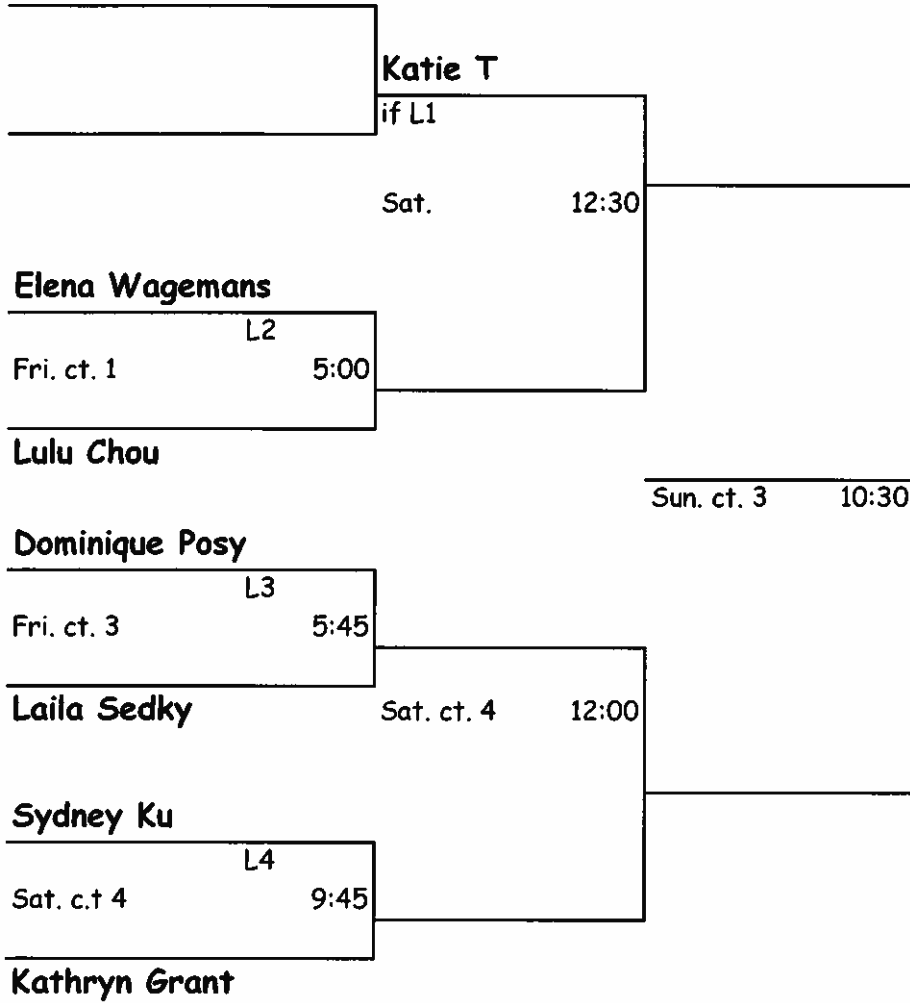 Katie T
if L1
Sat. 12:30
Elena Wagemans
L2
Fri. ct. 1 5:00
Lulu Chou
Sun. ct. 3 10:30
Dominique Posy
L3
Fri. ct. 3 5:45
Laila Sedky
Sat. ct. 4 12:00
Sydney Ku
L4
Sat. c.t 4 9:45
Kathryn Grant